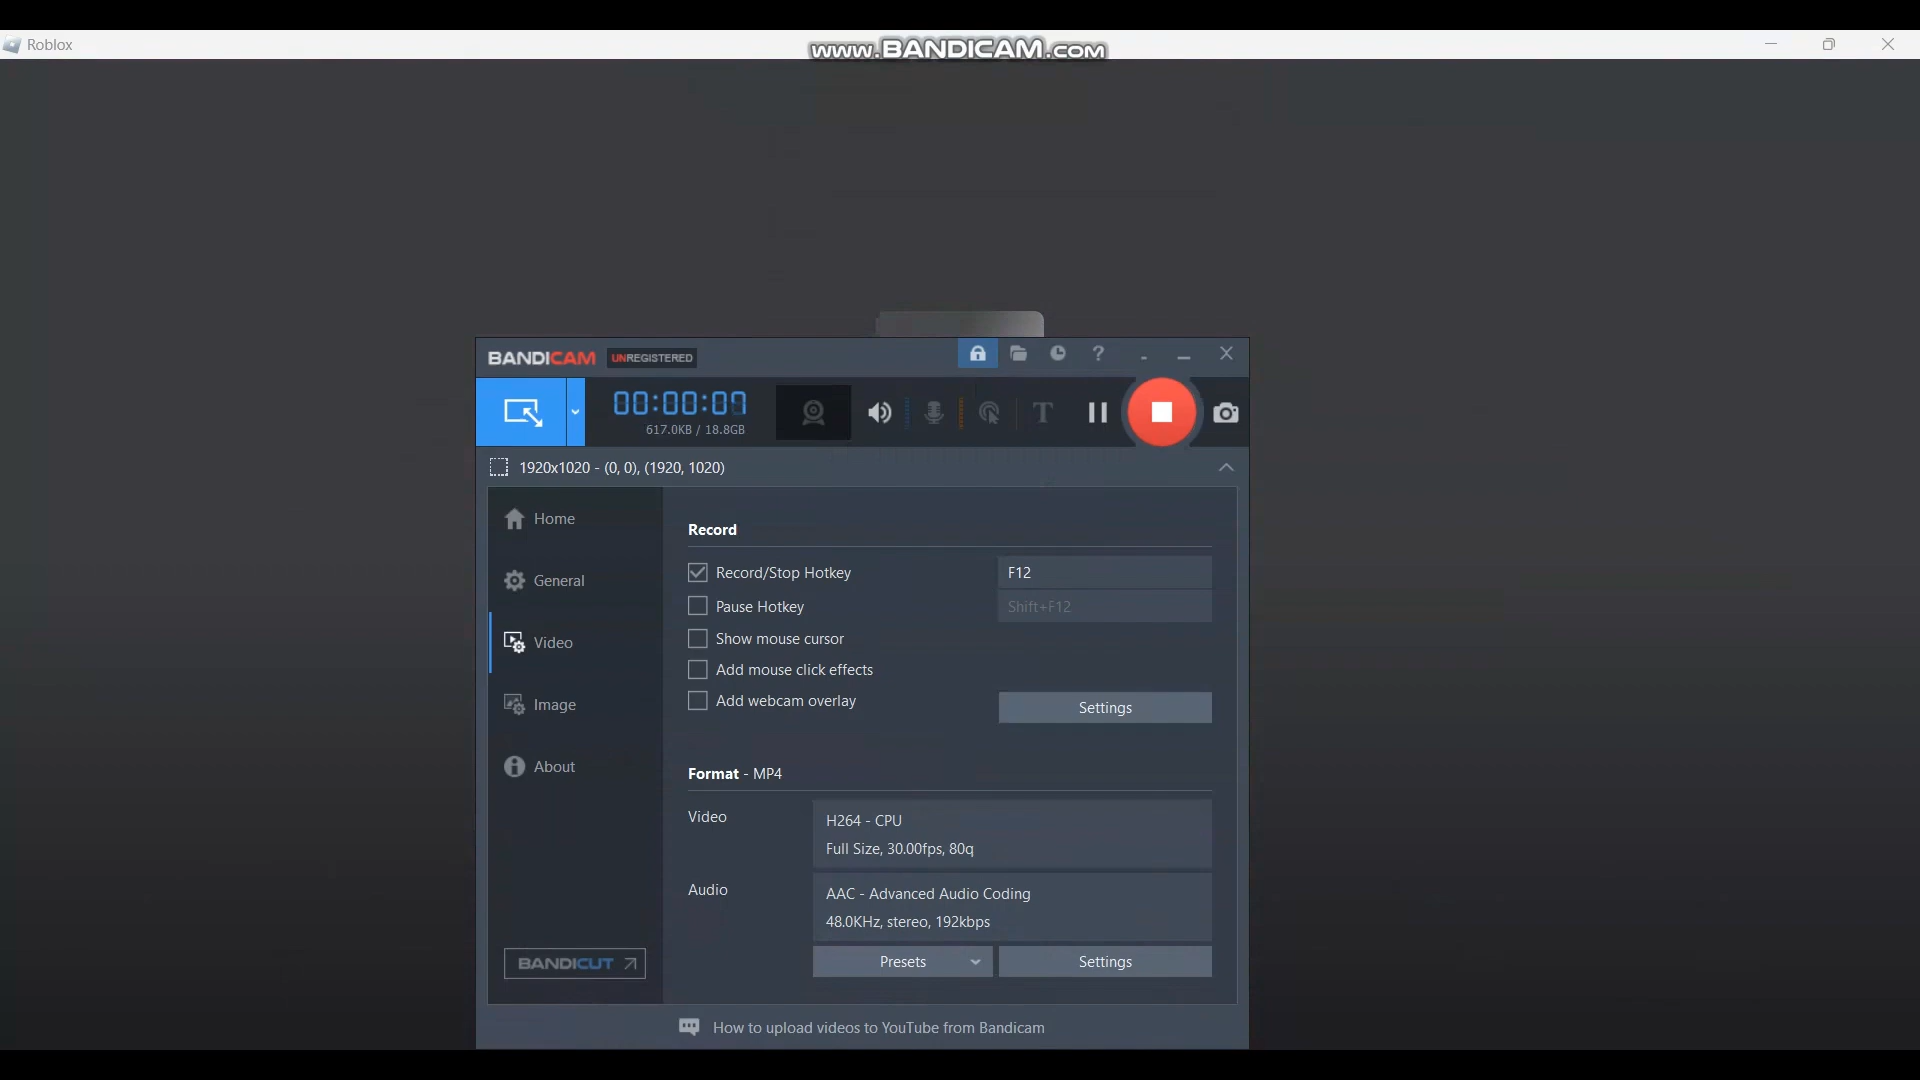 Roblox
www.BANDICAM.com
BANDICAM UNREGISTERED
?
00:00:07
617.0KB / 18.8GB
T
1920x1020 - (0, 0), (1920, 1020)
Home
General
Video
Image
About
BANDICUT
Record
Record/Stop Hotkey F12
Pause Hotkey Shift+F12
Show mouse cursor
Add mouse click effects
Add webcam overlay
Settings
Format - MP4
Video
H264 - CPU
Full Size, 30.00fps, 80q
Audio
AAC - Advanced Audio Coding
48.0KHz, stereo, 192kbps
Presets
Settings
How to upload videos to YouTube from Bandicam